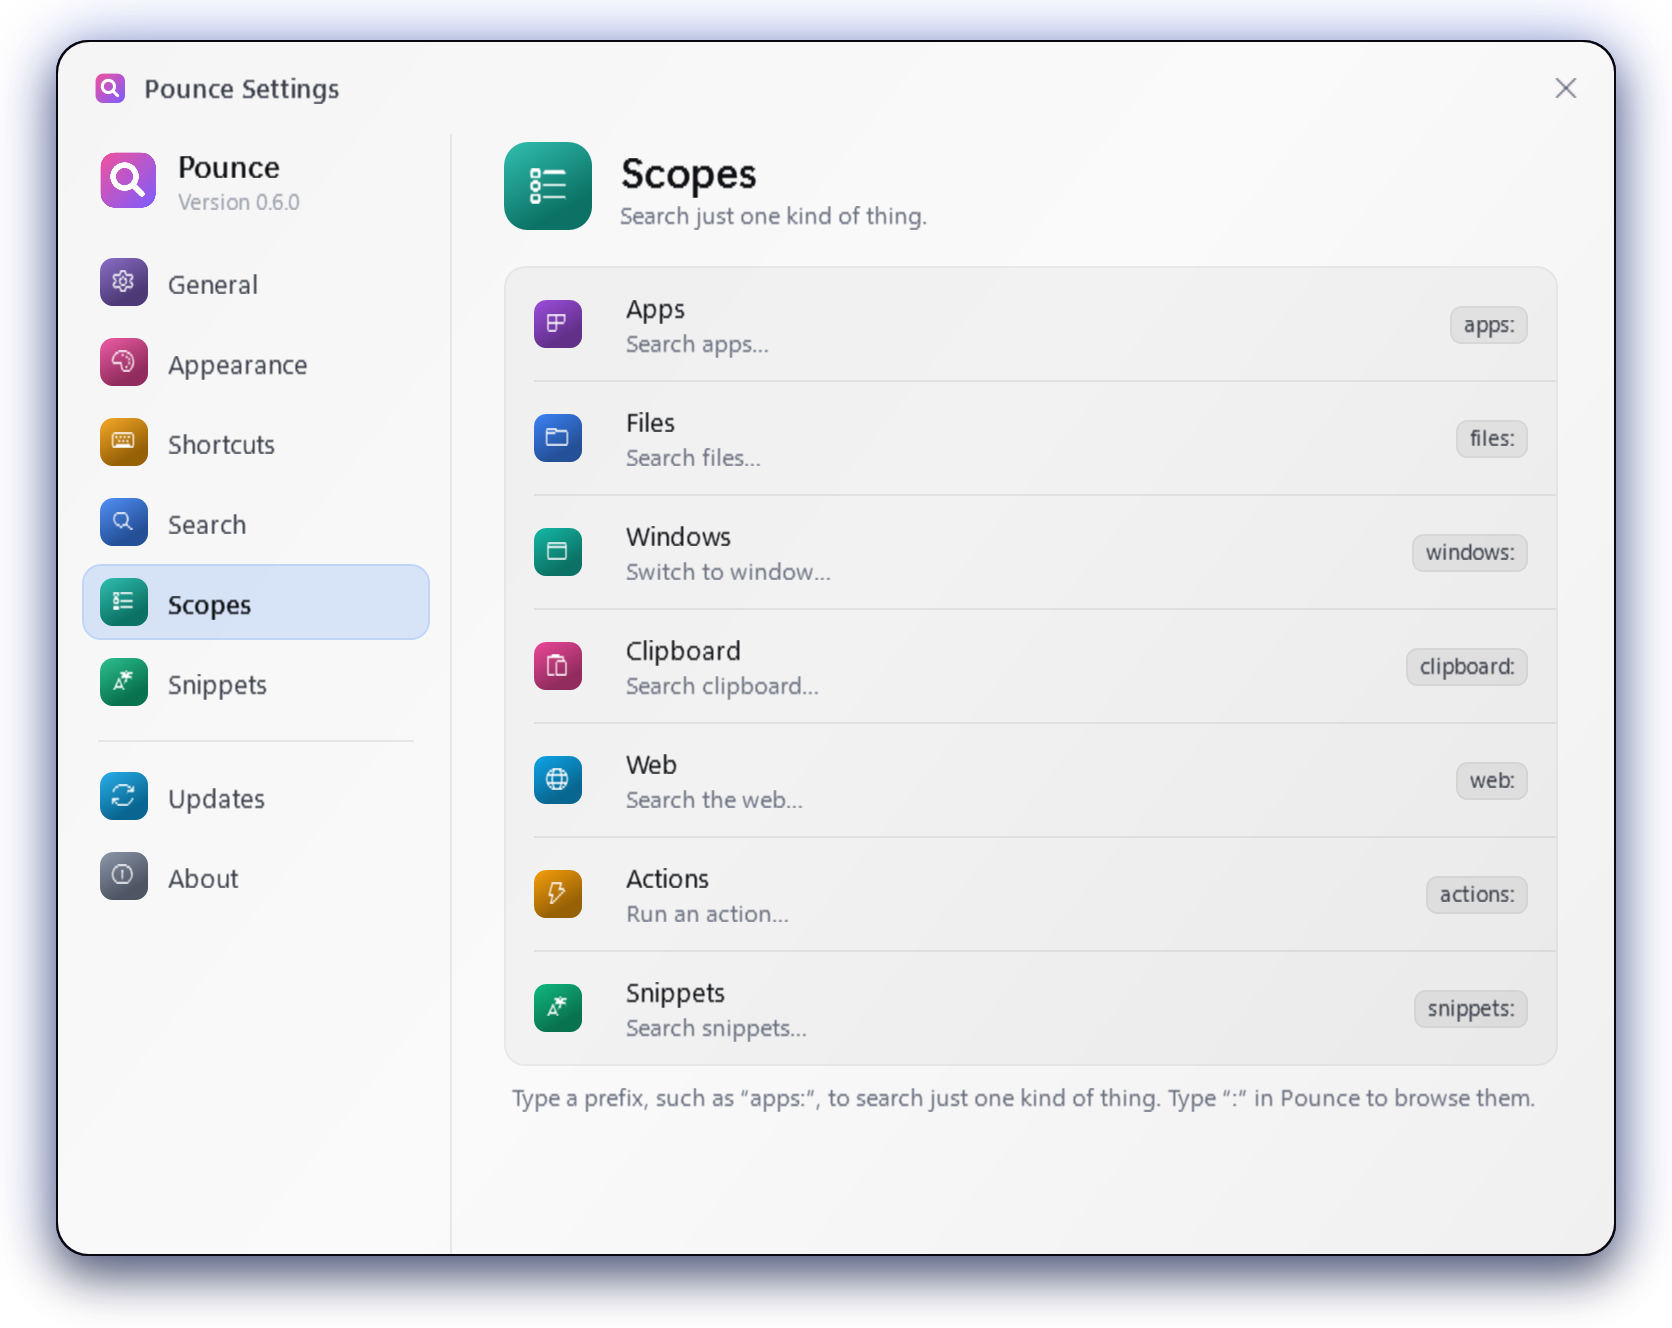 Pounce Settings
Pounce
Version 0.6.0
General
Appearance
Shortcuts
Search
Scopes
Snippets
Updates
About
Scopes
Search just one kind of thing.
Apps
Search apps...
apps:
Files
Search files...
files:
Windows
Switch to window...
windows:
Clipboard
Search clipboard...
clipboard:
Web
Search the web...
web:
Actions
Run an action...
actions:
Snippets
Search snippets...
snippets:
Type a prefix, such as “apps:”, to search just one kind of thing. Type “:” in Pounce to browse them.